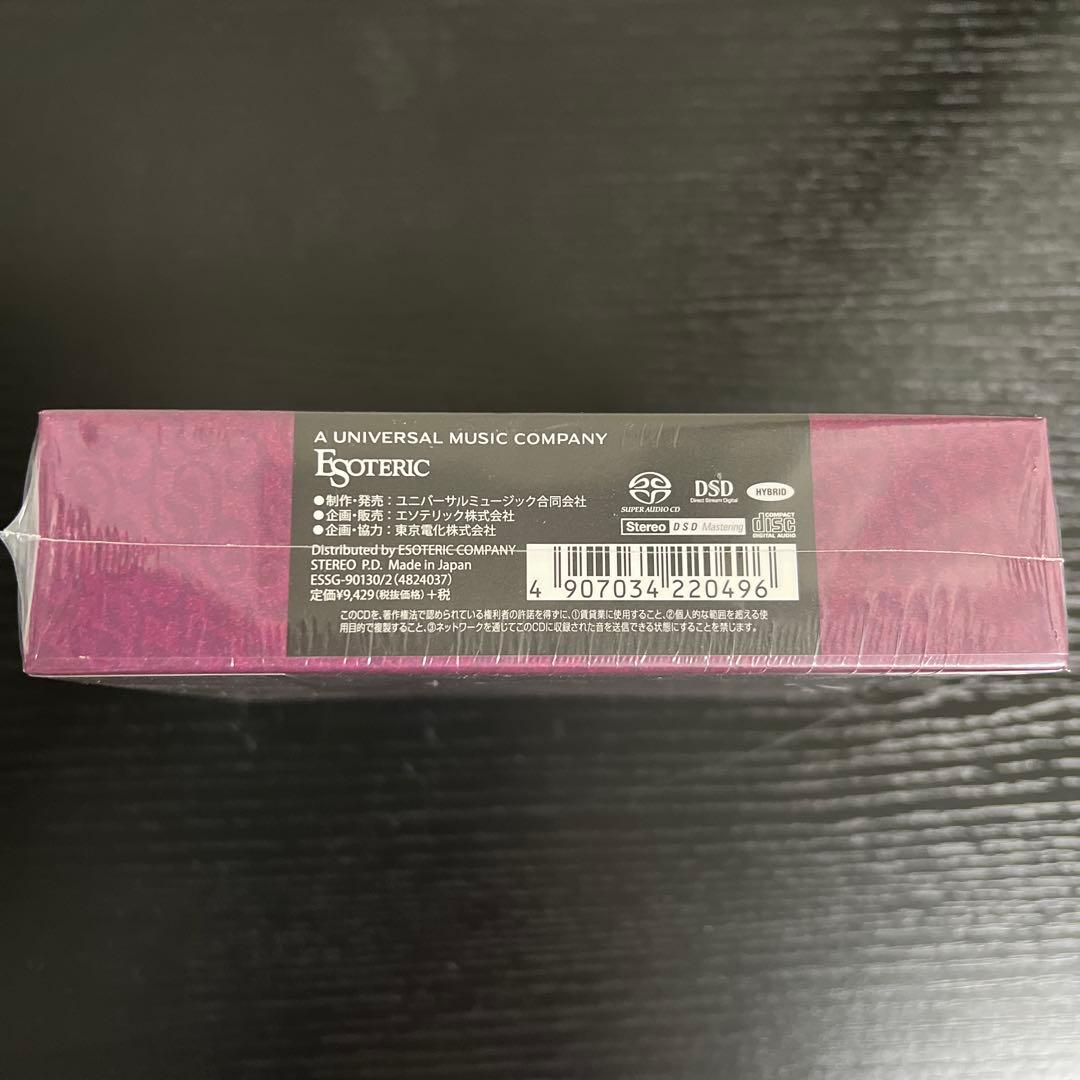 A UNIVERSAL MUSIC COMPANY
ESOTERIC
●制作・発売：ユニバーサルミュージック合同会社
●企画・販売：エソテリック株式会社
●企画・協力：東京電化株式会社
Distributed by ESOTERIC COMPANY
STEREO P.D. Made in Japan
ESSG-90130/2 (4824037)
定価¥9,429(税抜価格)+税
SUPER AUDIO CD
DSD
Direct Stream Digital
HYBRID
Stereo DSD Mastering
COMPACT
disc
DIGITAL AUDIO
4 907034 220496
このCDを、著作権法で認められている権利者の許諾を得ずに、①賃貸業に使用すること、②個人的な範囲を超える使
用目的で複製すること、③ネットワークを通じてこのCDに収録された音を送信できる状態にすることを禁じます。